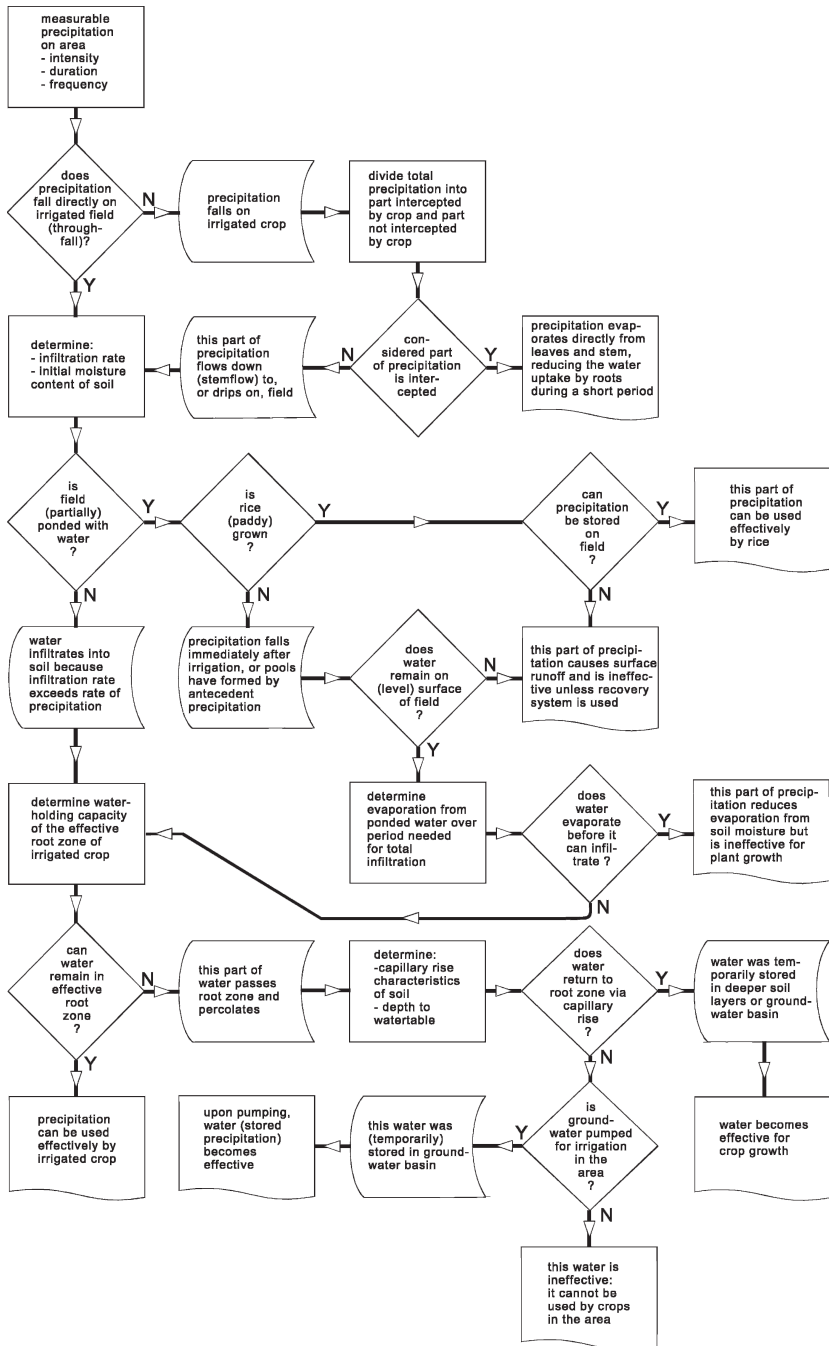 measurable
precipitation
on area
- intensity
- duration
- frequency
does
precipitation
fall directly on
irrigated field
(through-
fall)?
N
Y
precipitation
falls on
irrigated crop
divide total
precipitation into
part intercepted
by crop and part
not intercepted
by crop
determine:
- infiltration rate
- initial moisture
content of soil
this part of
precipitation
flows down
(stemflow) to,
or drips on, field
N
con-
sidered part
of precipitation
is inter-
cepted
Y
precipitation evap-
orates directly from
leaves and stem,
reducing the water
uptake by roots
during a short period
is
field
(partially)
ponded with
water
?
Y
N
is
rice
(paddy)
grown
?
Y
N
can
precipitation
be stored
on
field
?
Y
N
this part of
precipitation
can be used
effectively
by rice
water
infiltrates into
soil because
infiltration rate
exceeds rate of
precipitation
precipitation falls
immediately after
irrigation, or pools
have formed by
antecedent
precipitation
does
water
remain on
(level) surface
of field
?
N
Y
this part of precipi-
tation causes surface
runoff and is ineffec-
tive unless recovery
system is used
determine water-
holding capacity
of the effective
root zone of
irrigated crop
determine
evaporation from
ponded water over
period needed
for total
infiltration
does
water
evaporate
before it
can infil-
trate ?
Y
N
this part of precip-
itation reduces
evaporation from
soil moisture but
is ineffective for
plant growth
can
water
remain in
effective
root
zone
?
N
Y
this part of
water passes
root zone and
percolates
determine:
-capillary rise
characteristics
of soil
- depth to
watertable
does
water
return to
root zone via
capillary
rise
?
Y
N
water was tem-
porarily stored
in deeper soil
layers or ground-
water basin
precipitation
can be used
effectively by
irrigated crop
upon pumping,
water (stored
precipitation)
becomes
effective
this water was
(temporarily)
stored in ground-
water basin
Y
is
ground-
water pumped
for irrigation
in the
area
?
N
water becomes
effective for
crop growth
this water is
ineffective:
it cannot be
used by crops
in the area